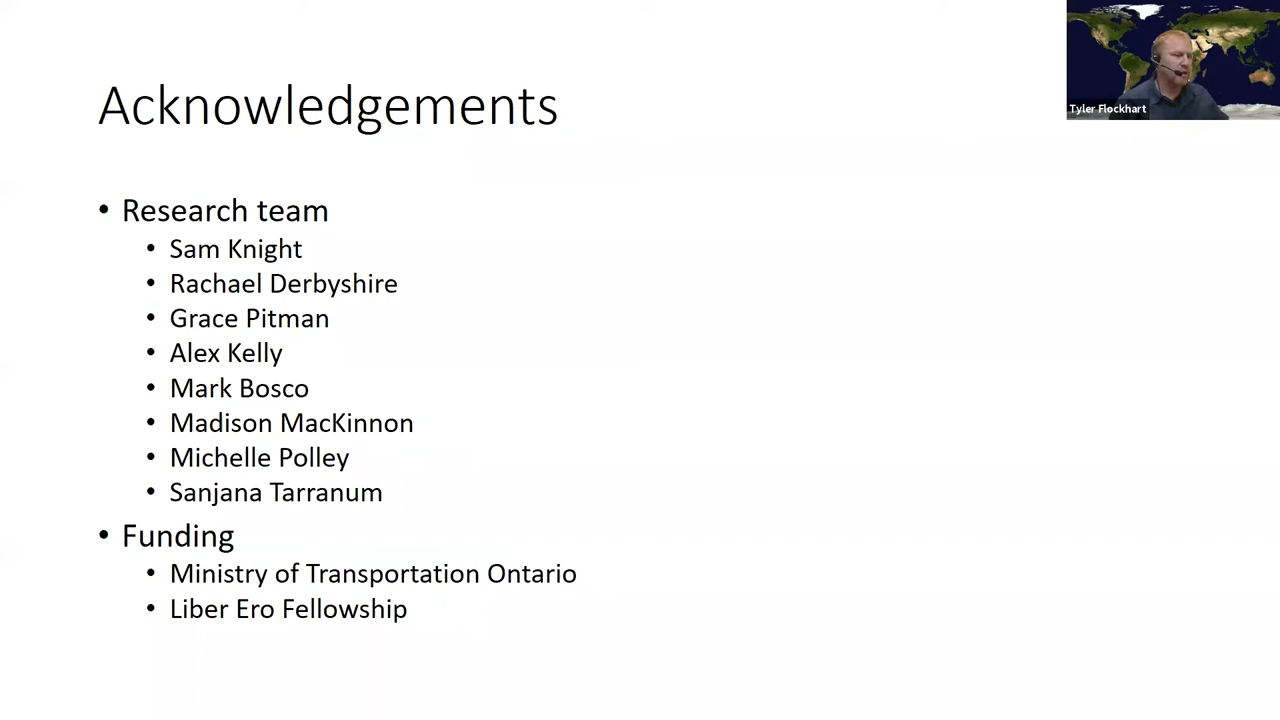 Acknowledgements
Tyler Flockhart
• Research team
• Sam Knight
• Rachael Derbyshire
• Grace Pitman
• Alex Kelly
• Mark Bosco
• Madison MacKinnon
• Michelle Polley
• Sanjana Tarranum
• Funding
• Ministry of Transportation Ontario
• Liber Ero Fellowship